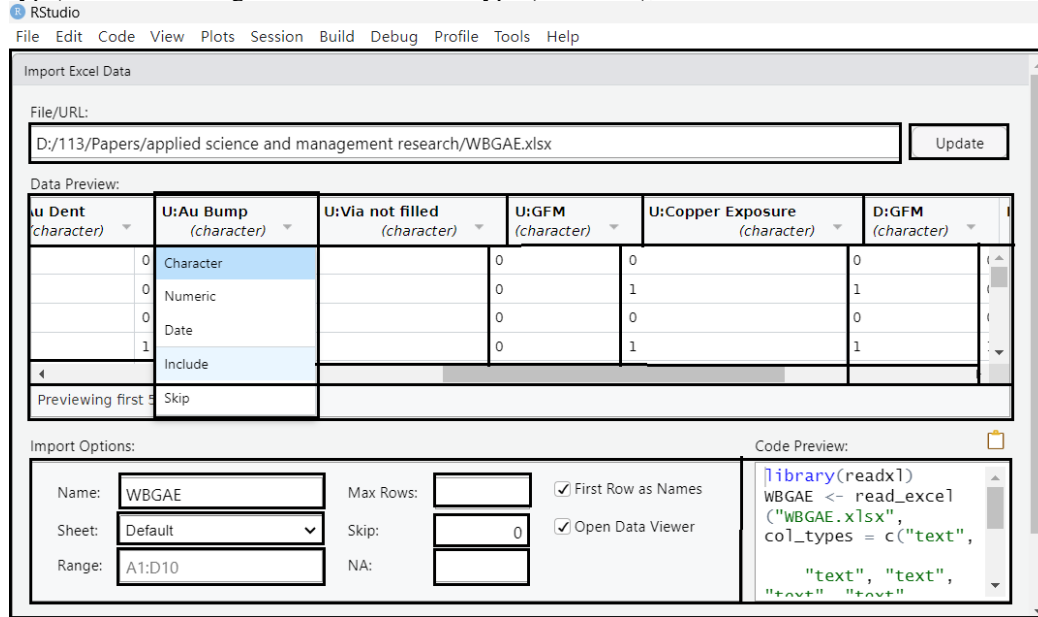 RStudio
File Edit Code View Plots Session Build Debug Profile Tools Help
Import Excel Data
File/URL:
D:/113/Papers/applied science and management research/WBGAE.xlsx Update
Data Preview:
Au Dent U:Au Bump U:Via not filled U:GFM U:Copper Exposure D:GFM
(character) (character) (character) (character) (character) (character)
0 Character 0 0 0
0 Numeric 0 1 1
0 Date 0 0 0
1 Include 0 1 1
Previewing first 5 Skip
Import Options: Code Preview:
Name: WBGAE Max Rows: First Row as Names
Sheet: Default Skip: 0 Open Data Viewer
Range: A1:D10 NA:
library(readxl)
WBGAE <- read_excel
("WBGAE.xlsx",
col_types = c("text",
"text", "text",
"text" "text"